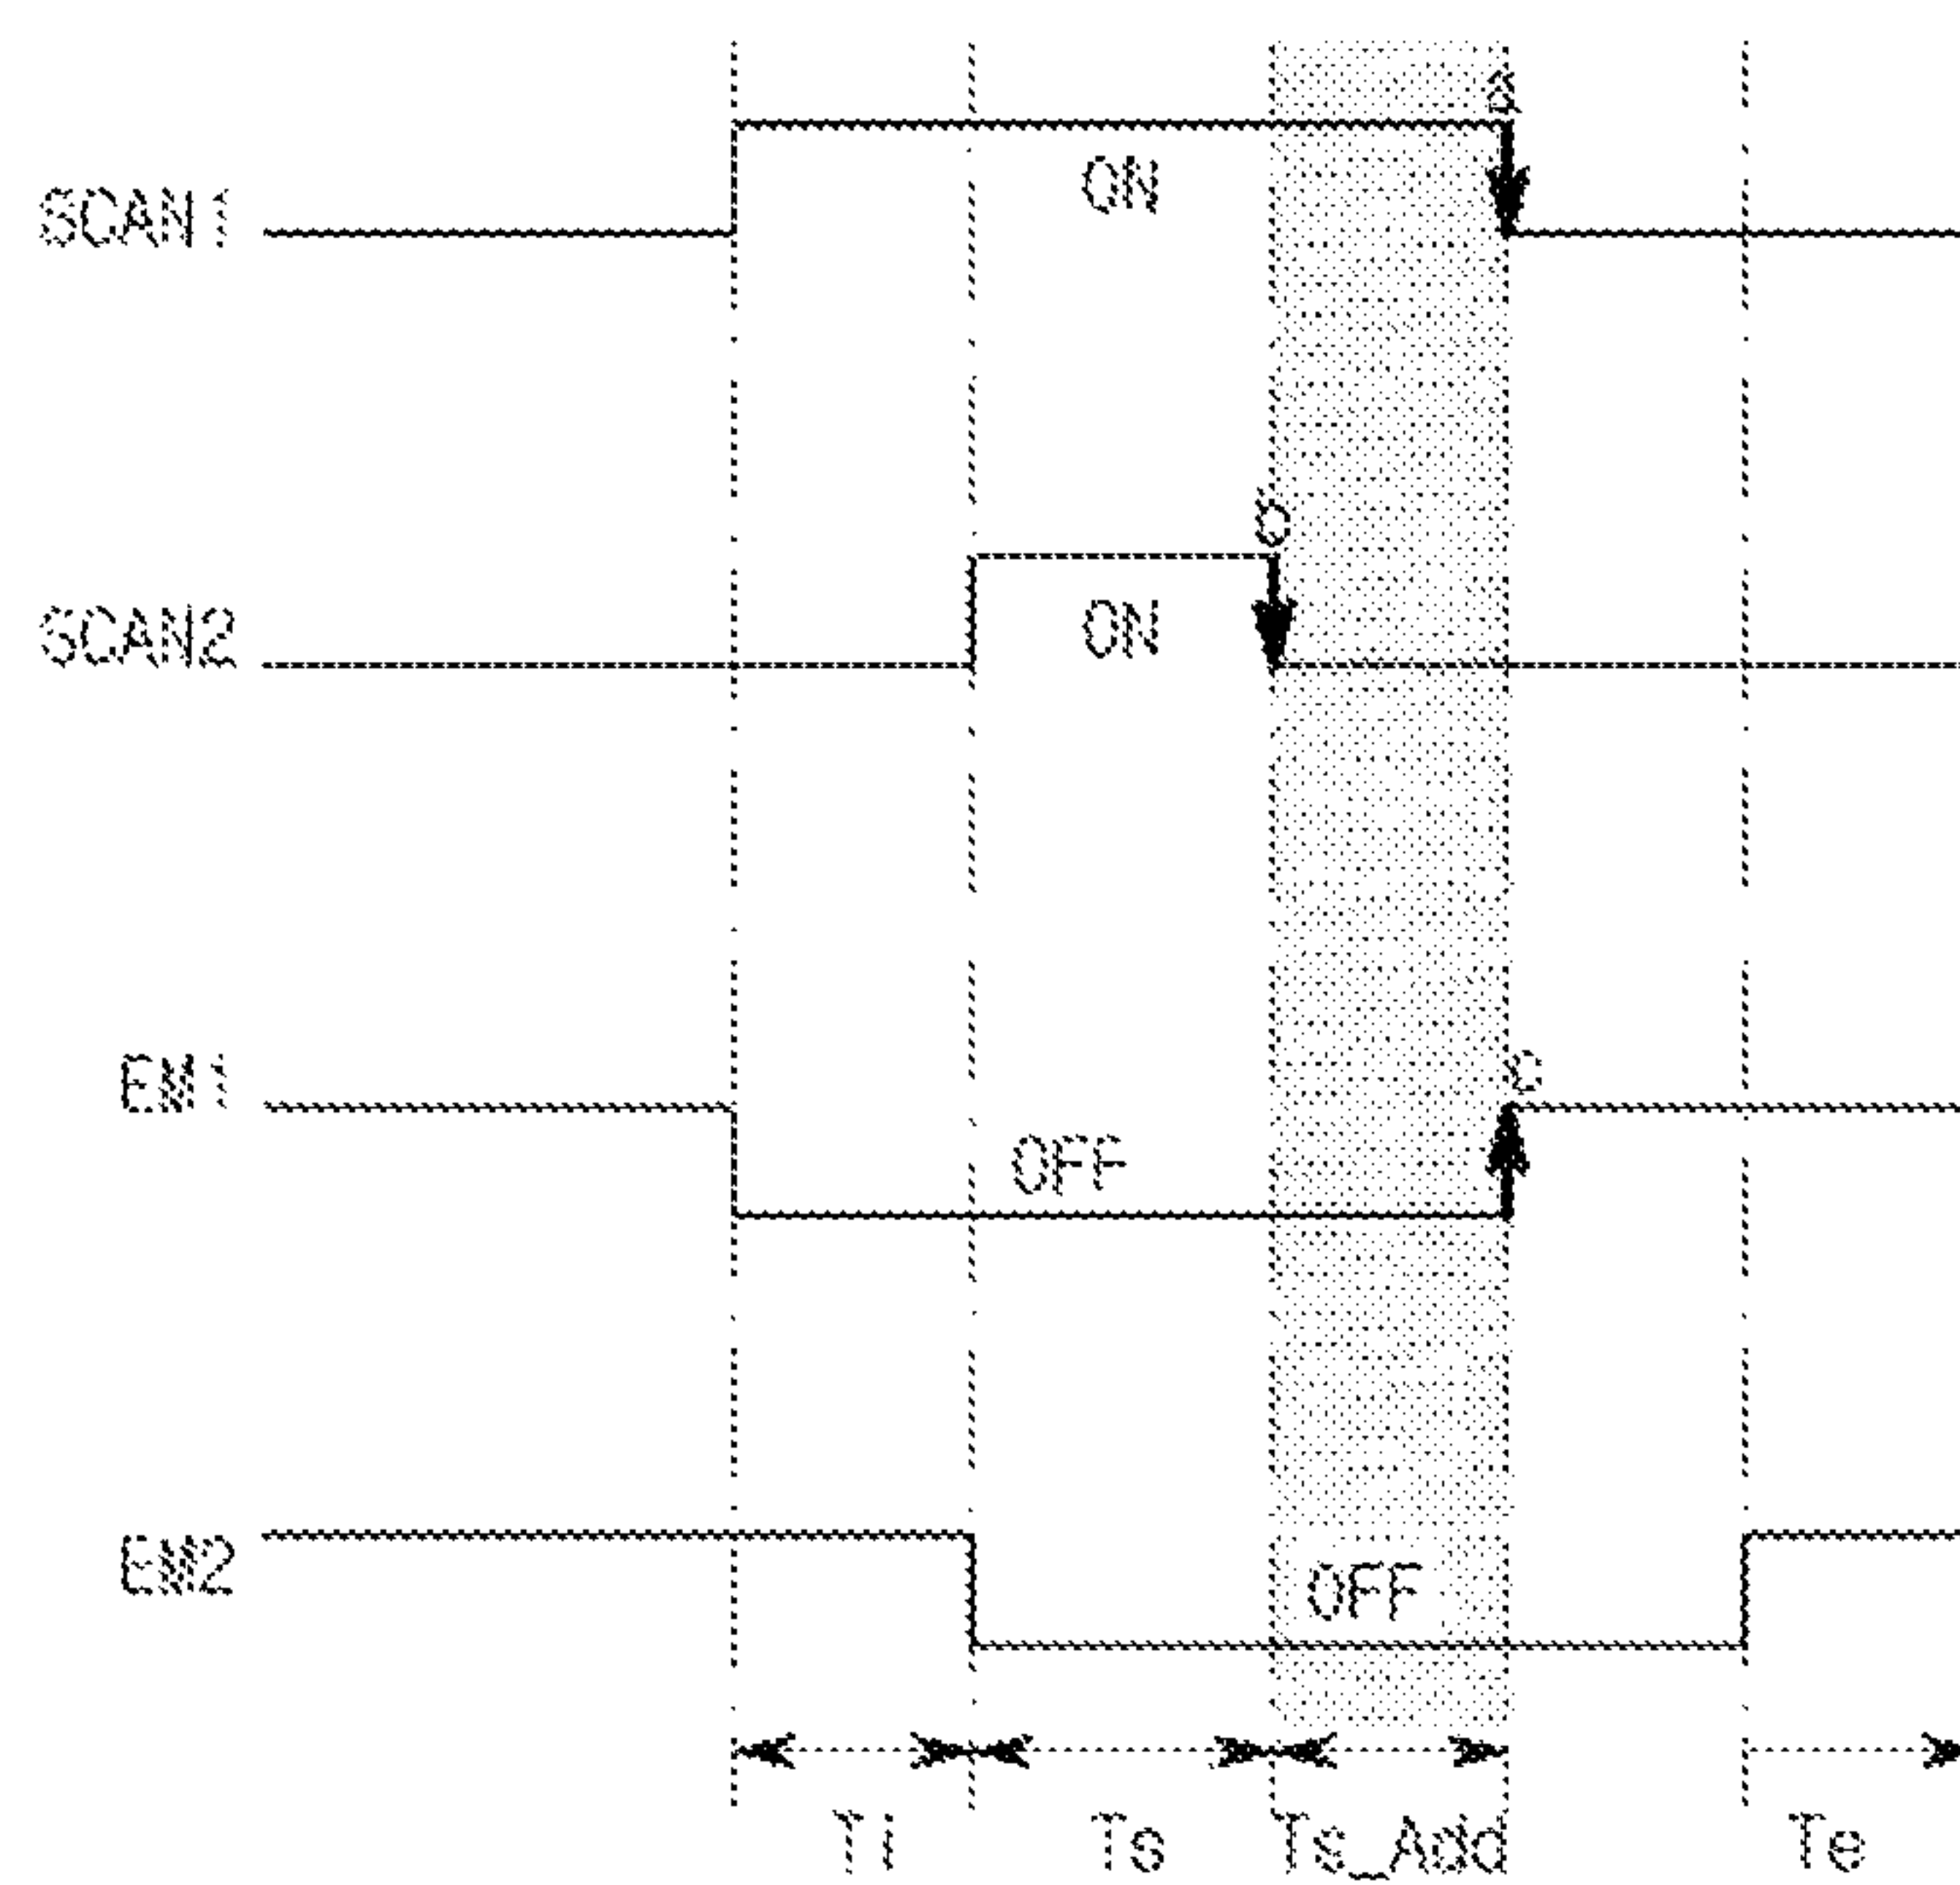 a
SCAN1 ON
b
SCAN2 ON
c
EM1 OFF
EM2 OFF
Ti Ts Ts_Add Te